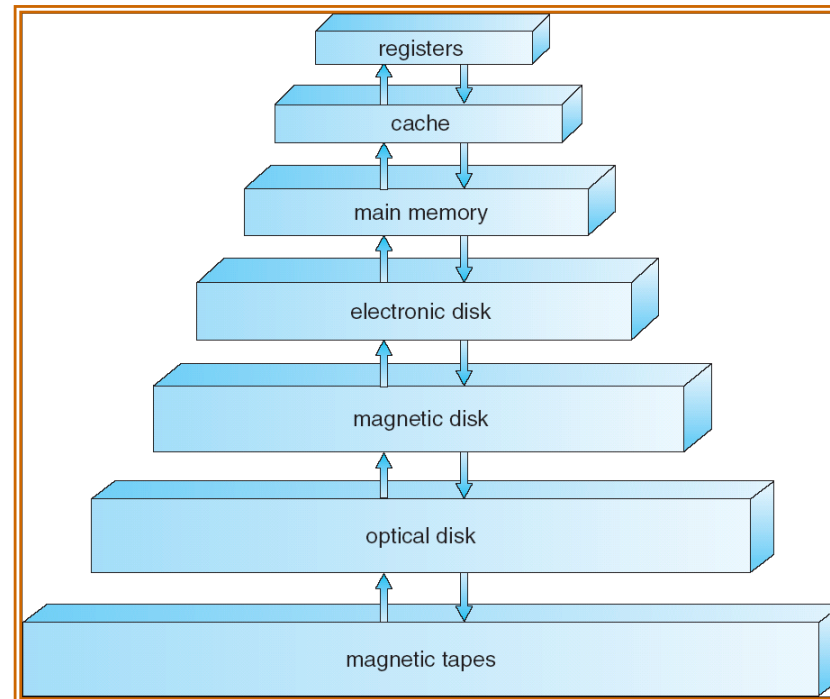 registers
cache
main memory
electronic disk
magnetic disk
optical disk
magnetic tapes